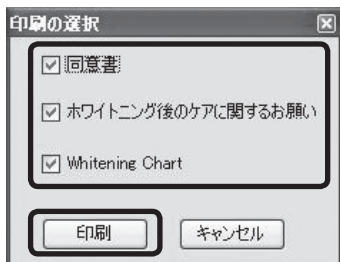 印刷の選択
同意書
ホワイトニング後のケアに関するお願い
Whitening Chart
印刷
キャンセル